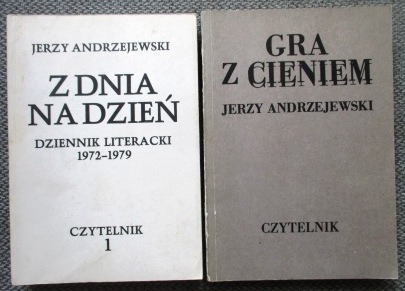 JERZY ANDRZEJEWSKI
Z DNIA
NA DZIEŃ
DZIENNIK LITERACKI
1972–1979
CZYTELNIK
1
GRA
Z CIENIEM
JERZY ANDRZEJEWSKI
CZYTELNIK